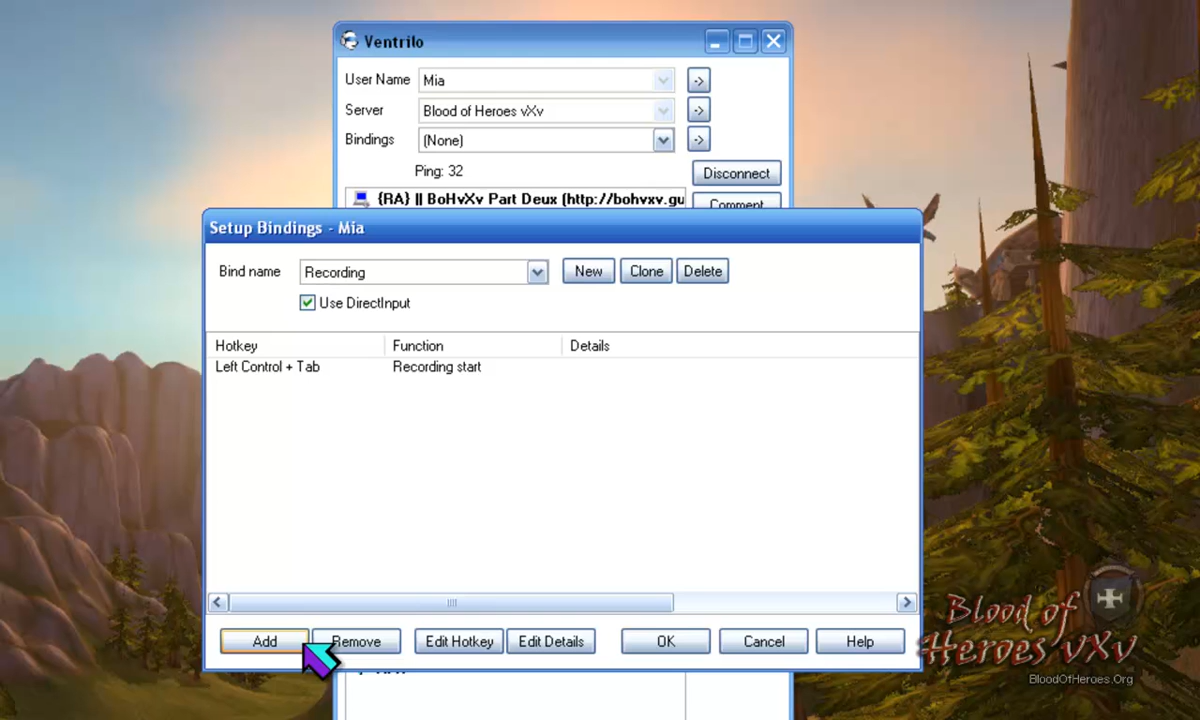 Ventrilo
User Name Mia ->
Server Blood of Heroes vXv ->
Bindings (None) ->
Ping: 32
Disconnect
{RA} || BoHvXv Part Deux (http://bohvxv.gu
Comment
Setup Bindings - Mia
Bind name Recording New Clone Delete
Use DirectInput
Hotkey Function Details
Left Control + Tab Recording start
Add Remove Edit Hotkey Edit Details OK Cancel Help
Blood of
Heroes vXv
BloodOfHeroes.Org